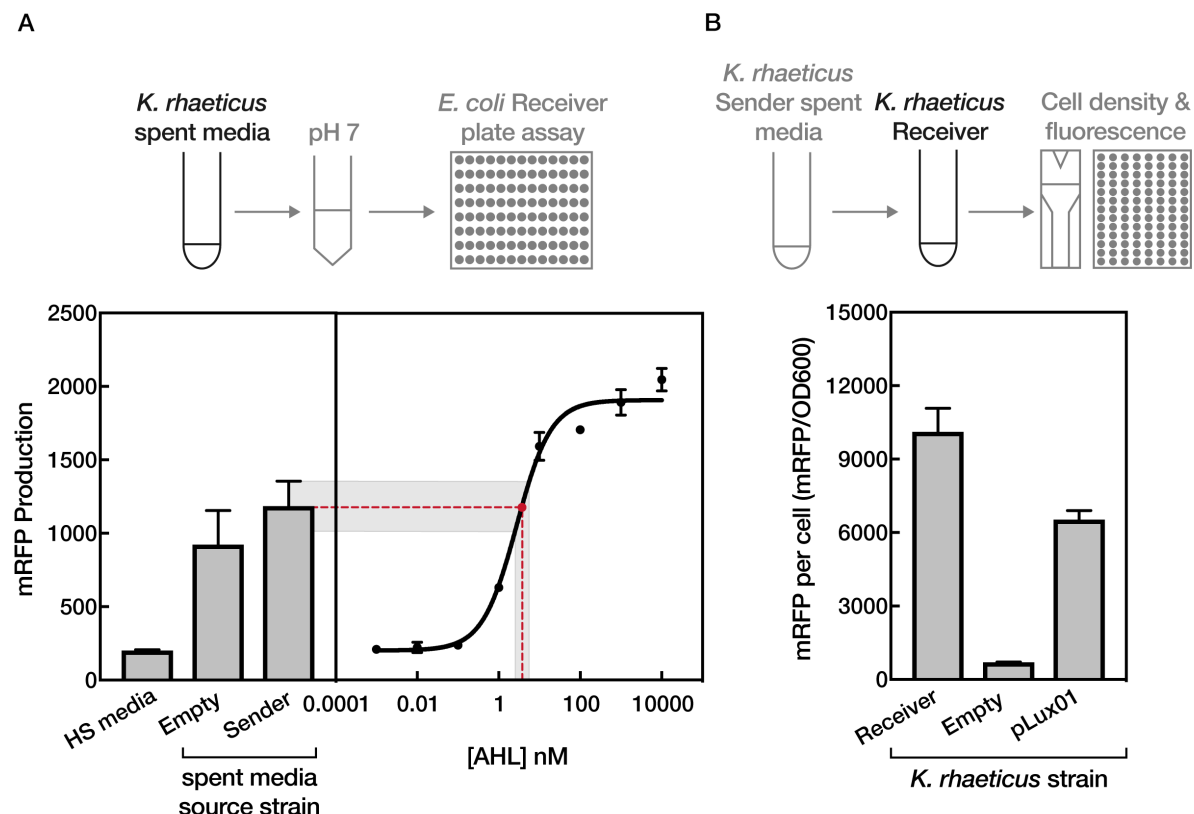 A
K. rhaeticus
spent media
pH 7
E. coli Receiver
plate assay
mRFP Production
2500
2000
1500
1000
500
0
HS media
Empty
Sender
spent media
source strain
0.0001
0.01
1
100
10000
[AHL] nM
B
K. rhaeticus
Sender spent
media
K. rhaeticus
Receiver
Cell density &
fluorescence
mRFP per cell (mRFP/OD600)
15000
12000
9000
6000
3000
0
Receiver
Empty
pLux01
K. rhaeticus strain